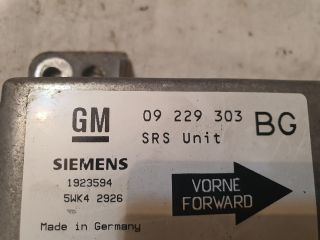 GM 09 229 303 BG
SRS Unit
SIEMENS
1923594
5WK4 2926
VORNE
FORWARD
Made in Germany